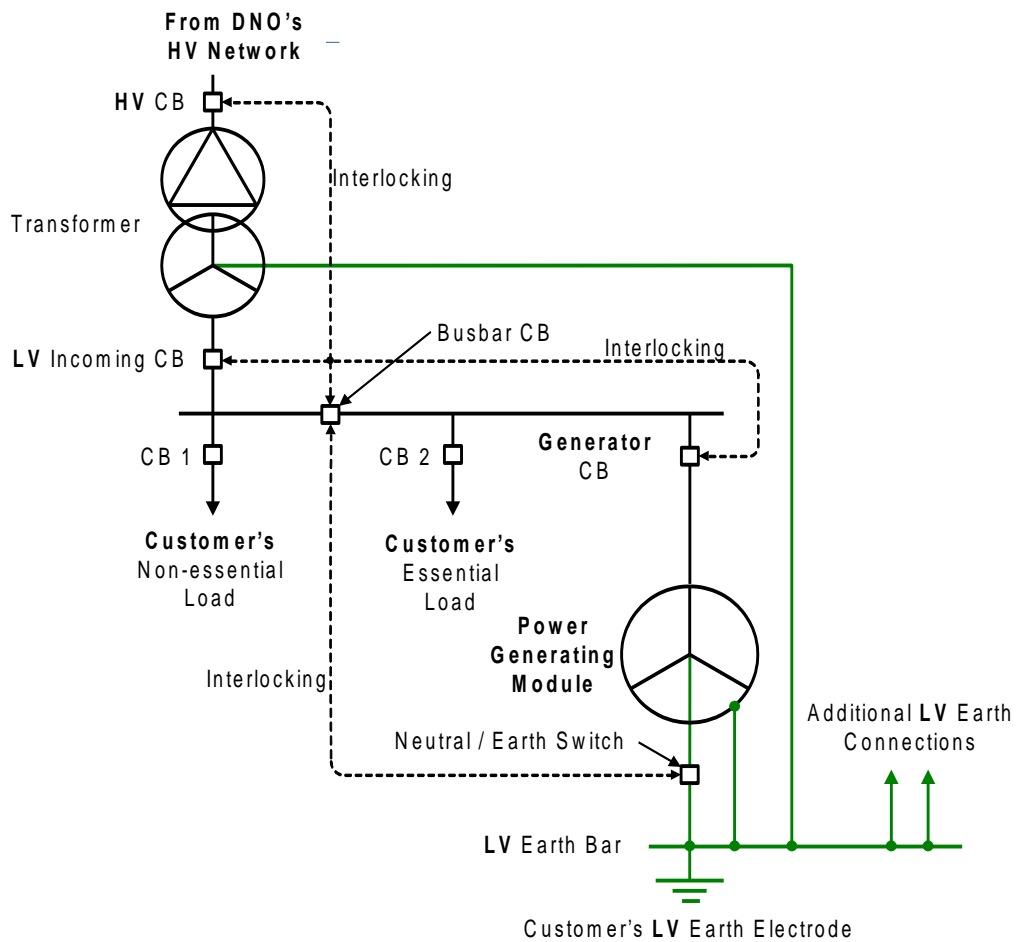 From DNO's
HV Network
HV CB
Interlocking
Transformer
Busbar CB
LV Incoming CB
Interlocking
CB 1
CB 2
Generator
CB
Customer's
Non-essential
Load
Customer's
Essential
Load
Power
Generating
Module
Interlocking
Additional LV Earth
Connections
Neutral / Earth Switch
LV Earth Bar
Customer's LV Earth Electrode